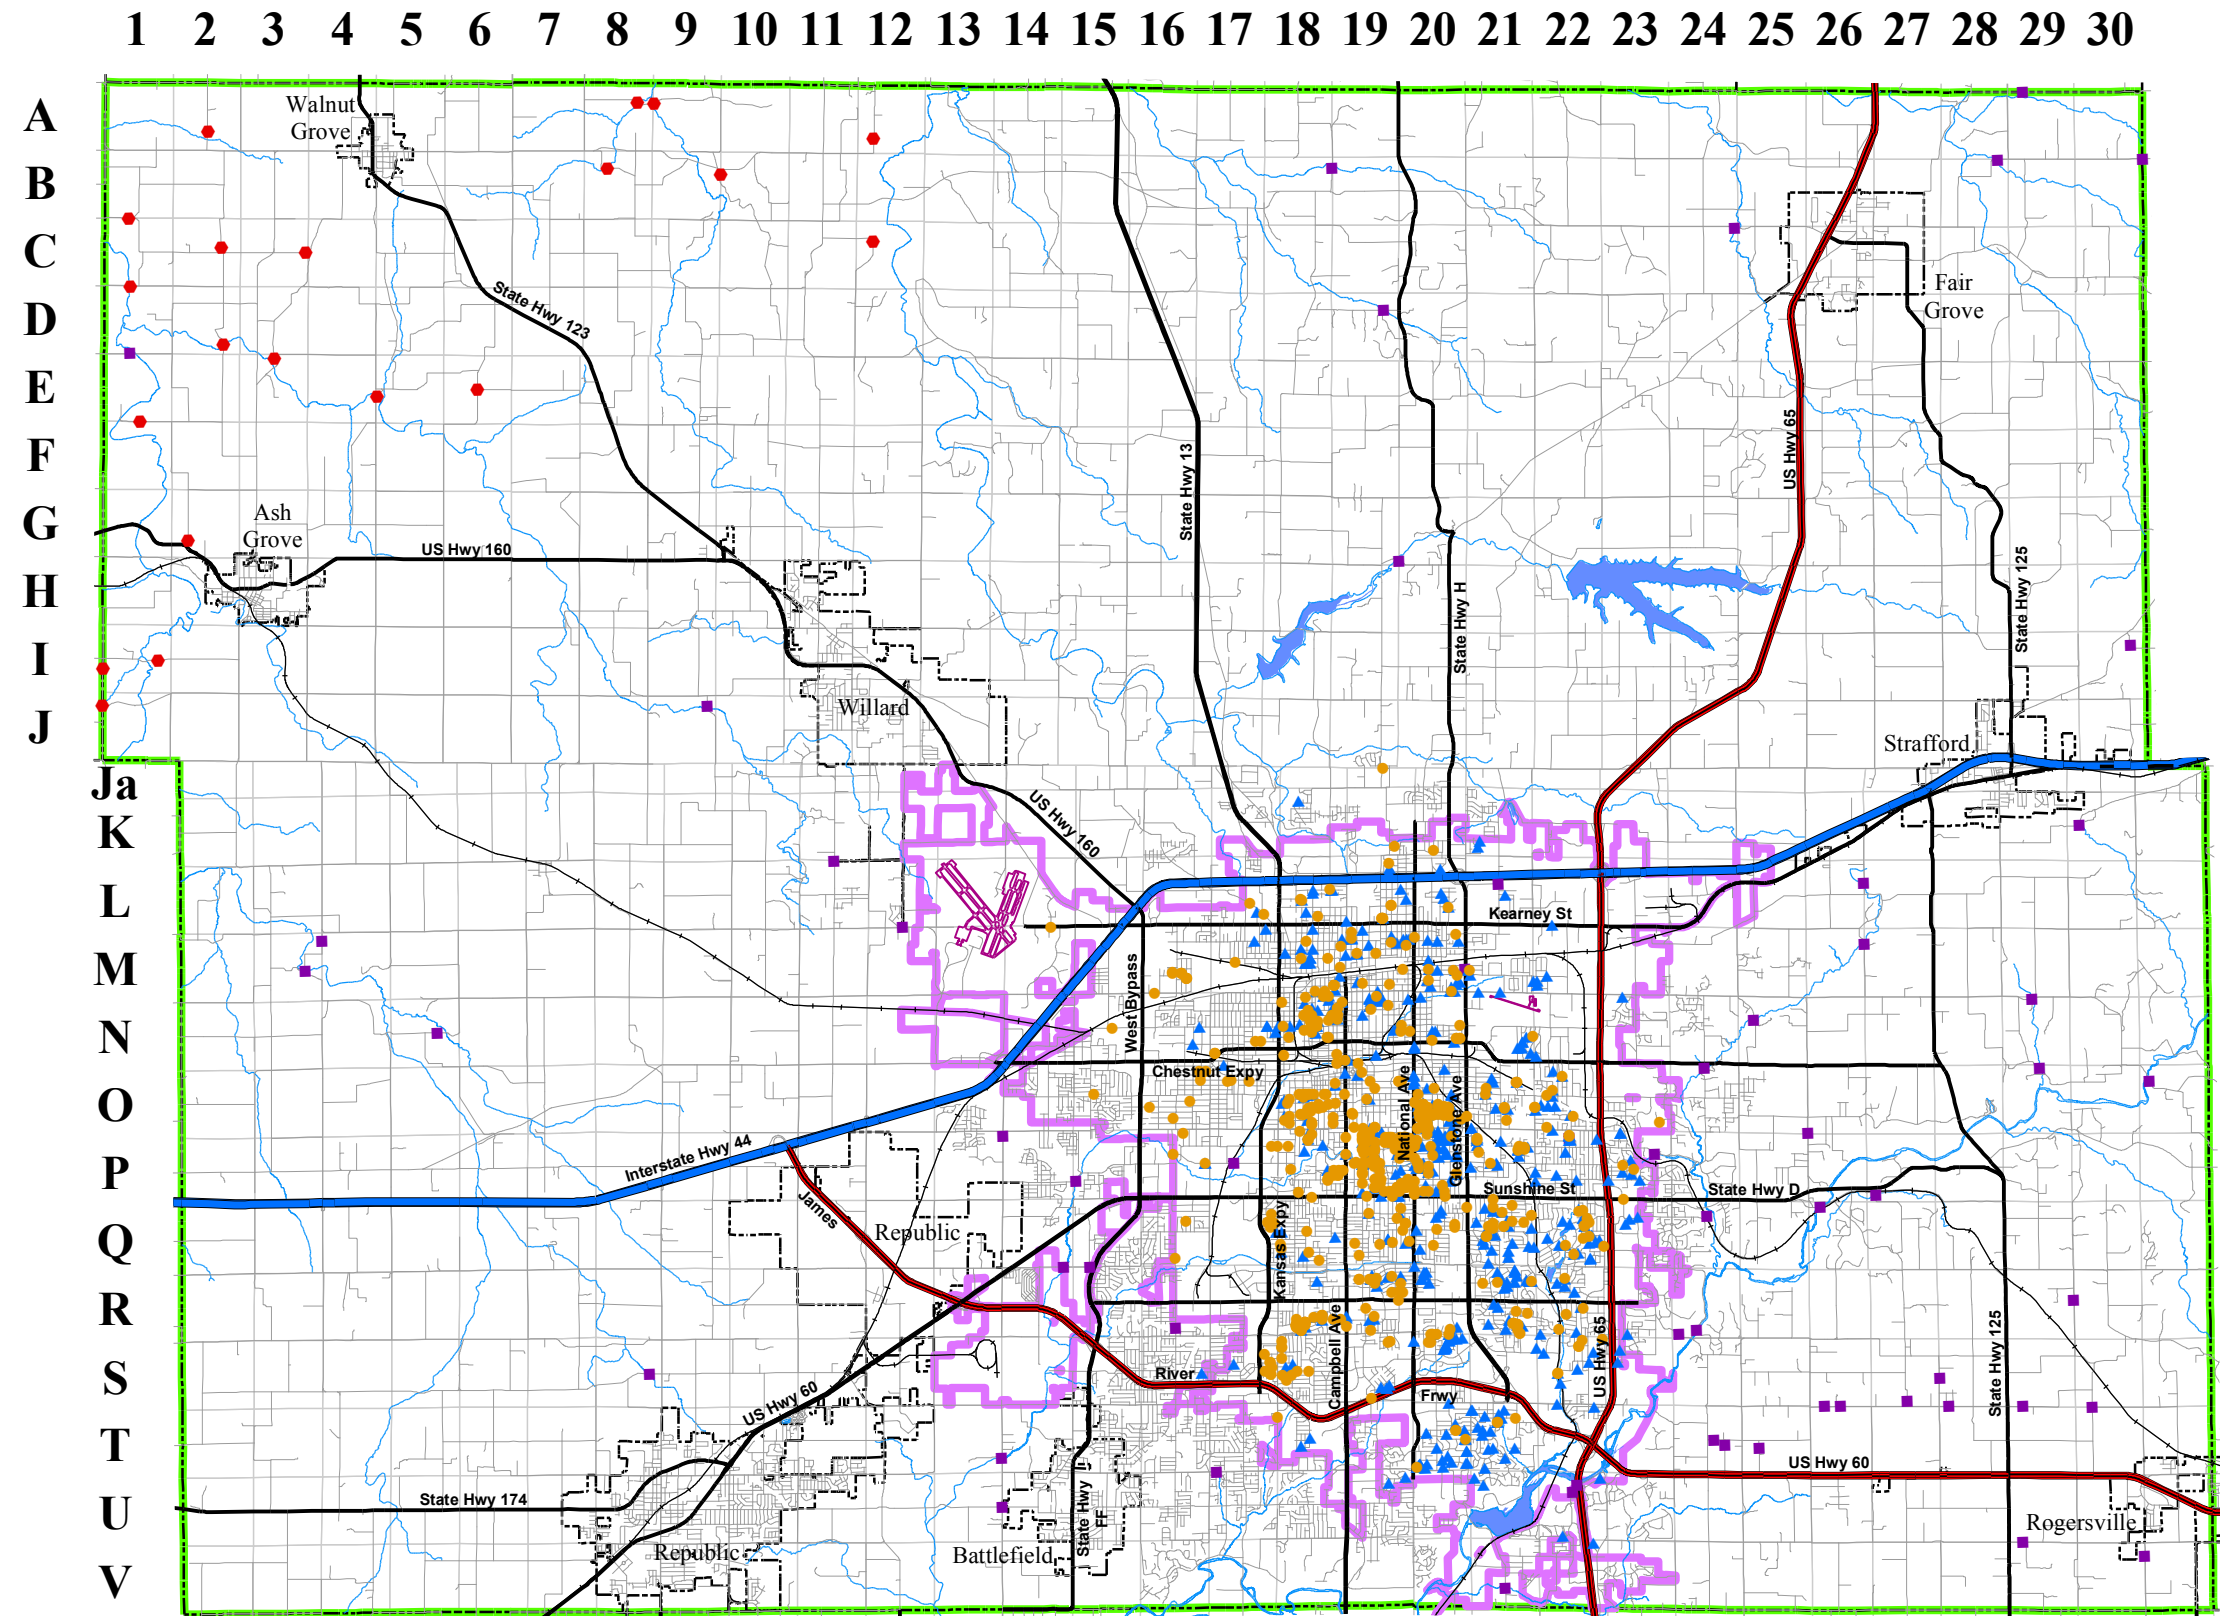 1 2 3 4 5 6 7 8 9 10 11 12 13 14 15 16 17 18 19 20 21 22 23 24 25 26 27 28 29 30
A
Walnut
Grove
B
C
Fair
Grove
D
State Hwy 123
E
US Hwy 65
F
State Hwy 13
G
Ash
Grove
US Hwy 160
State Hwy 125
H
State Hwy H
I
J
Willard
Strafford
Ja
US Hwy 160
K
L
Kearney St
M
West Bypass
N
Chestnut Expy
O
National Ave
Glenstone Ave
Interstate Hwy 44
P
James
Sunshine St
State Hwy D
Q
Republic
Kansas Expy
R
Campbell Ave
US Hwy 65
State Hwy 125
S
River
Frwy
US Hwy 60
T
US Hwy 60
State Hwy 174
U
State Hwy
FF
Rogersville
Republic
Battlefield
V